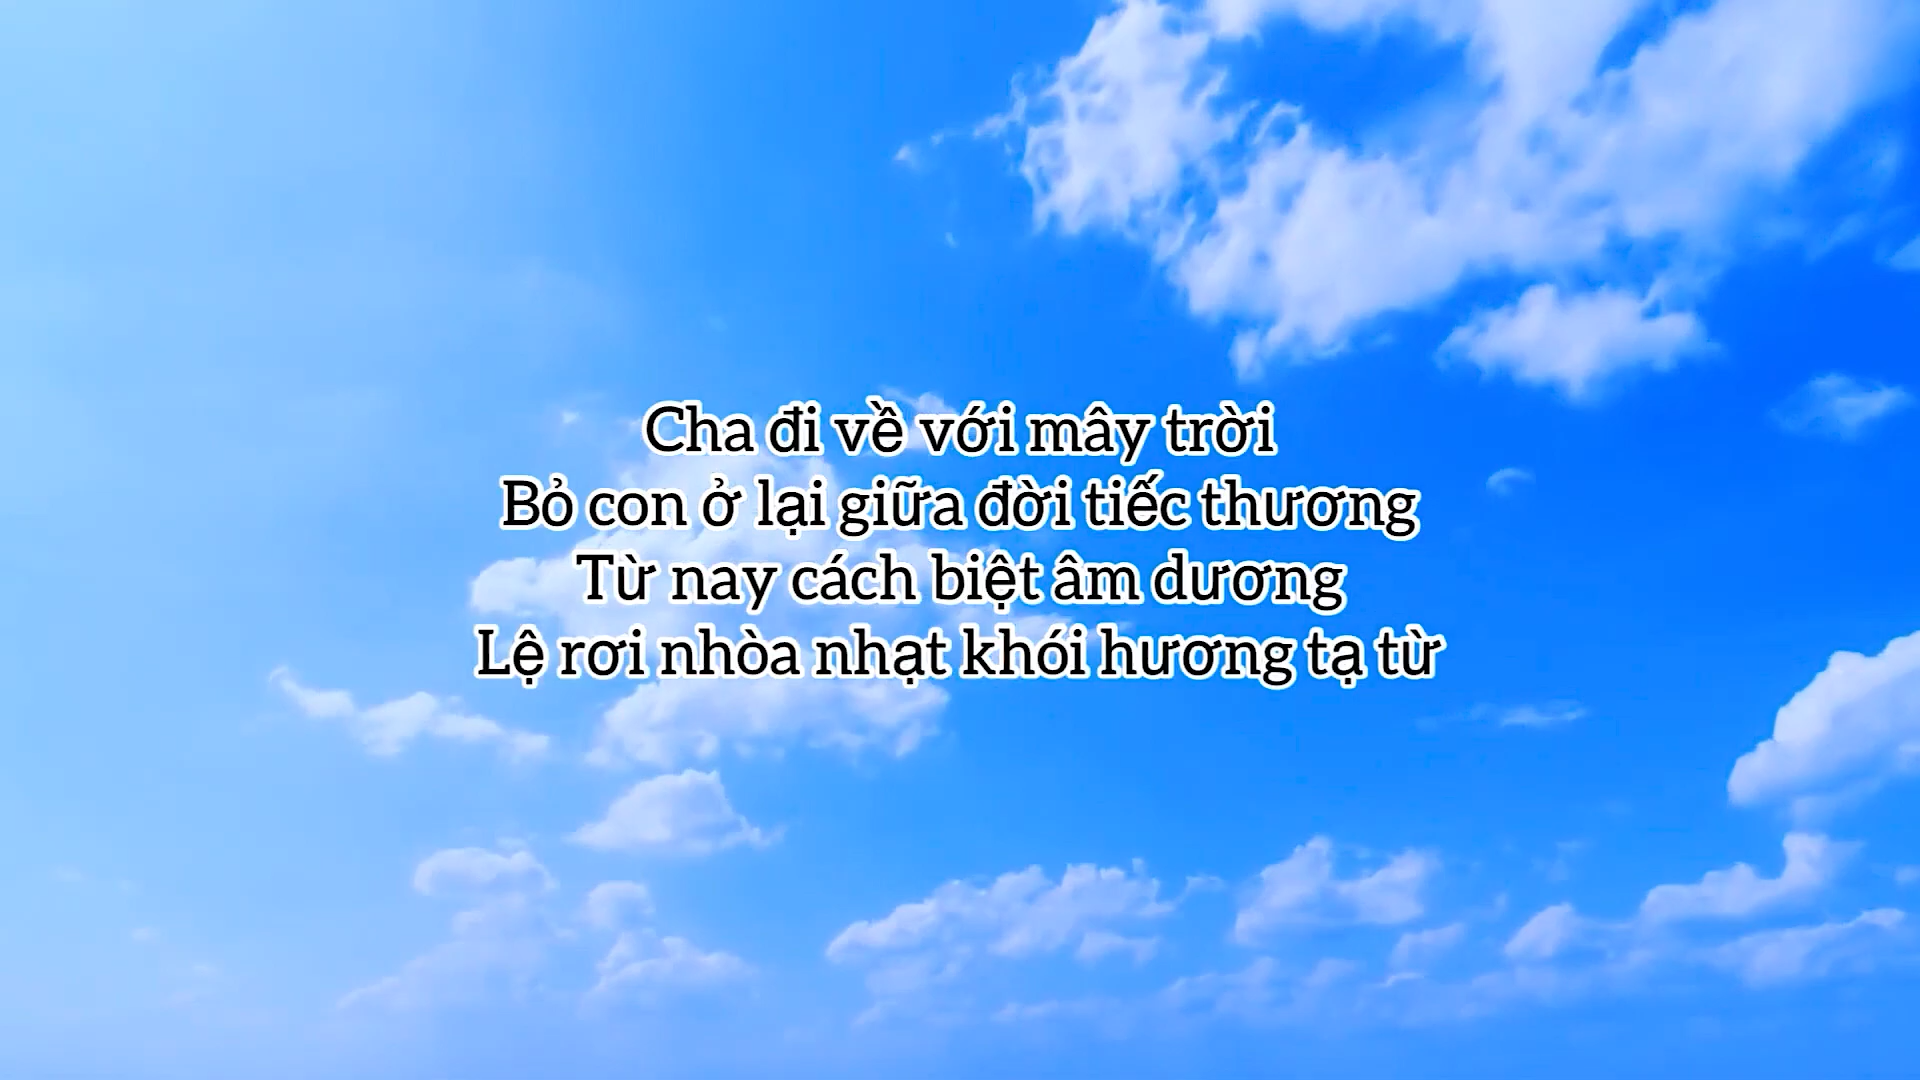 Cha đi về với mây trời
Bỏ con ở lại giữa đời tiếc thương
Từ nay cách biệt âm dương
Lệ rơi nhòa nhạt khói hương tạ từ